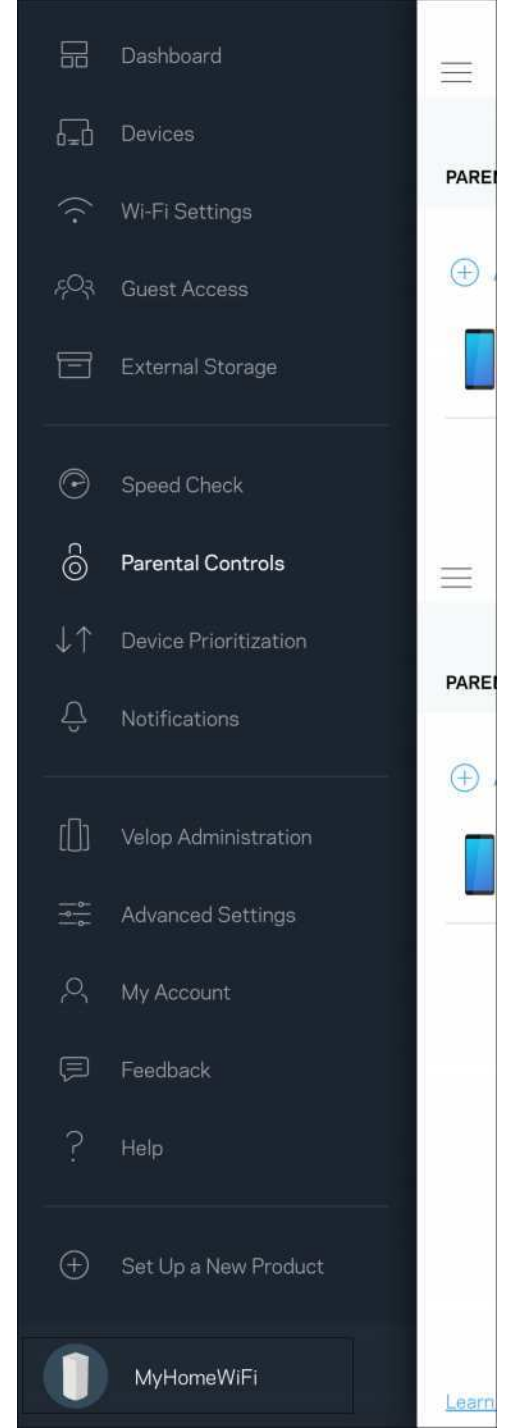 Dashboard
Devices
Wi-Fi Settings
Guest Access
External Storage
Speed Check
Parental Controls
Device Prioritization
Notifications
Velop Administration
Advanced Settings
My Account
Feedback
Help
Set Up a New Product
MyHomeWiFi
Learn